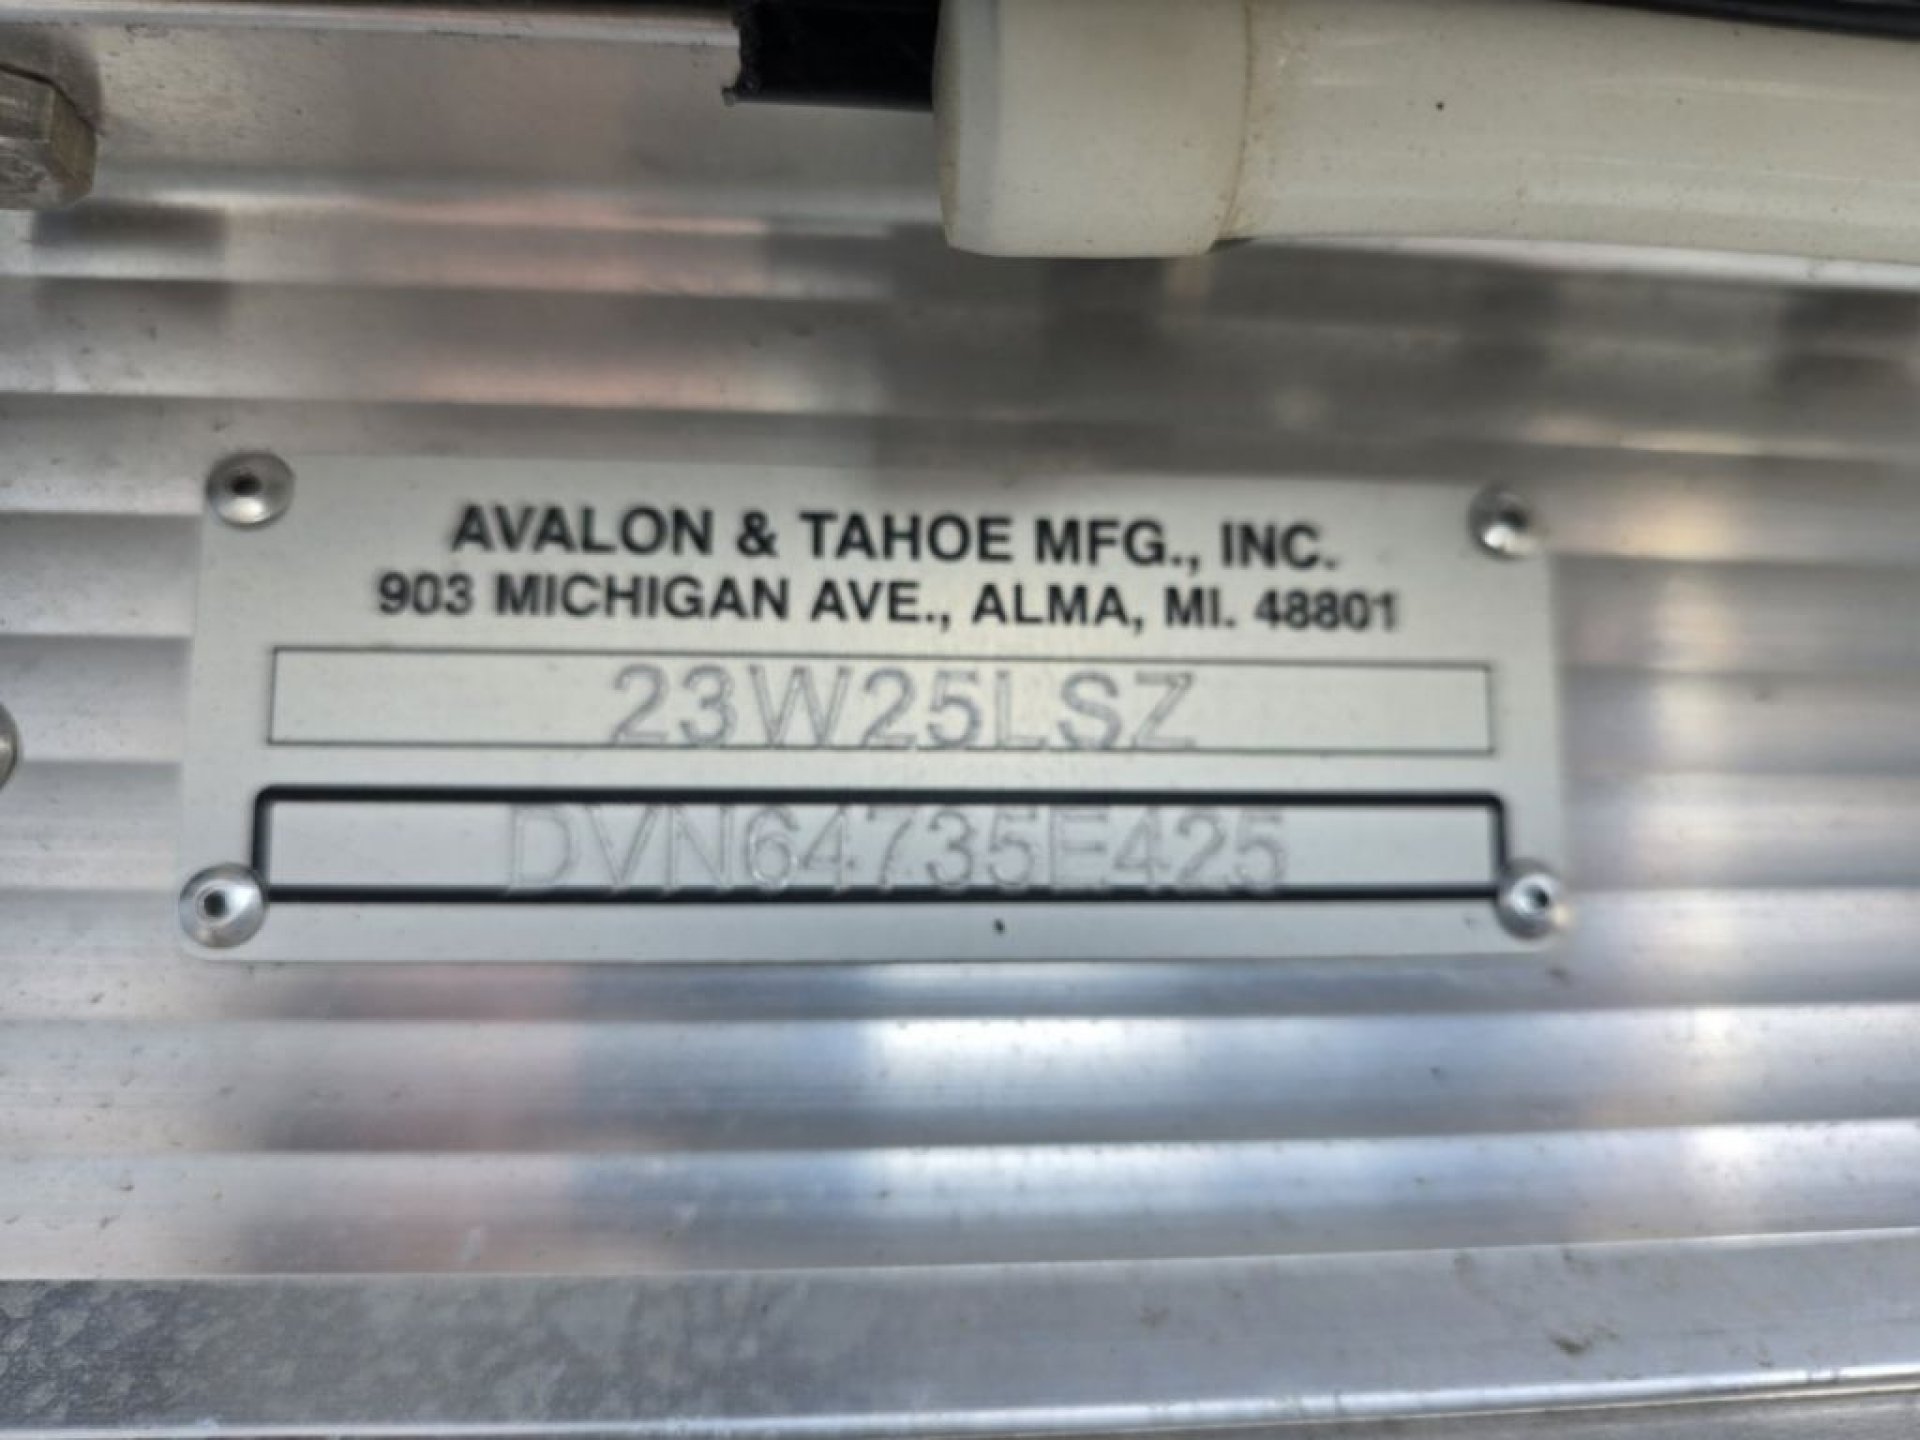 AVALON & TAHOE MFG., INC.
903 MICHIGAN AVE., ALMA, MI. 48801
23W25LSZ
DVN64735E425